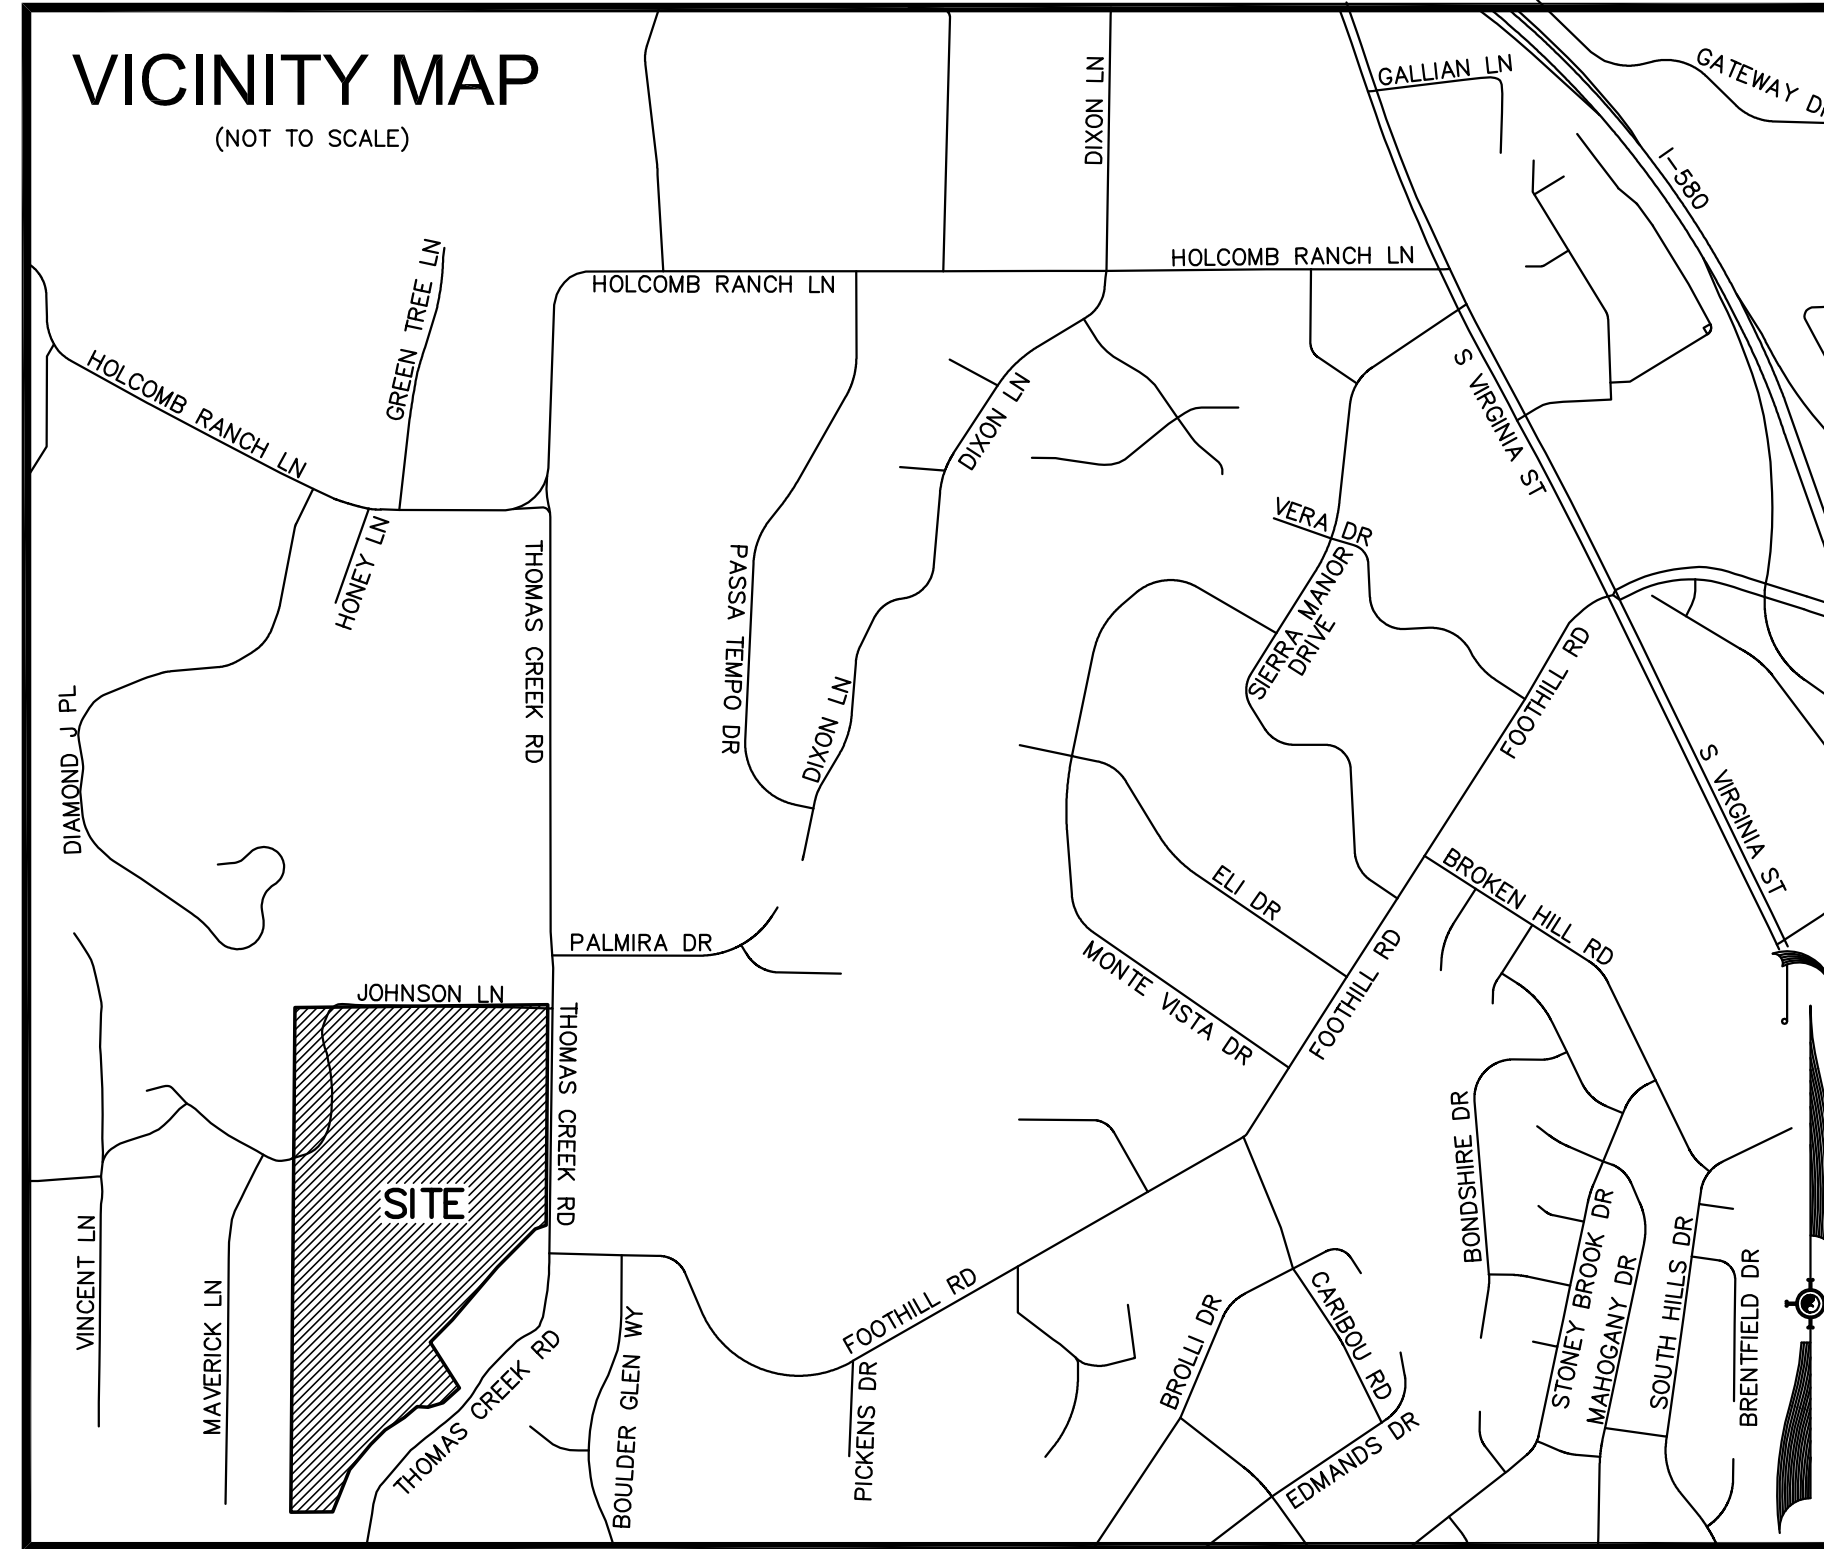 VICINITY MAP
(NOT TO SCALE)
DIXON LN
GALLIAN LN
I-580
HOLCOMB RANCH LN
HOLCOMB RANCH LN
GREEN TREE LN
HOLCOMB RANCH LN
DIXON LN
S VIRGINIA ST
HONEY LN
THOMAS CREEK RD
PASSA TEMPO DR
VERA DR
SIERRA MANOR
DRIVE
FOOTHILL RD
DIAMOND J PL
DIXON LN
S VIRGINIA ST
PALMIRA DR
ELI DR
BROKEN HILL RD
MONTE VISTA DR
FOOTHILL RD
JOHNSON LN
THOMAS CREEK RD
SITE
BONDSHIRE DR
VINCENT LN
MAVERICK LN
THOMAS CREEK RD
BOULDER GLEN WY
FOOTHILL RD
PICKENS DR
BROLLI DR
CARIBOU RD
EDMANDS DR
STONEY BROOK DR
MAHOGANY DR
SOUTH HILLS DR
BRENTFIELD DR
GATEWAY